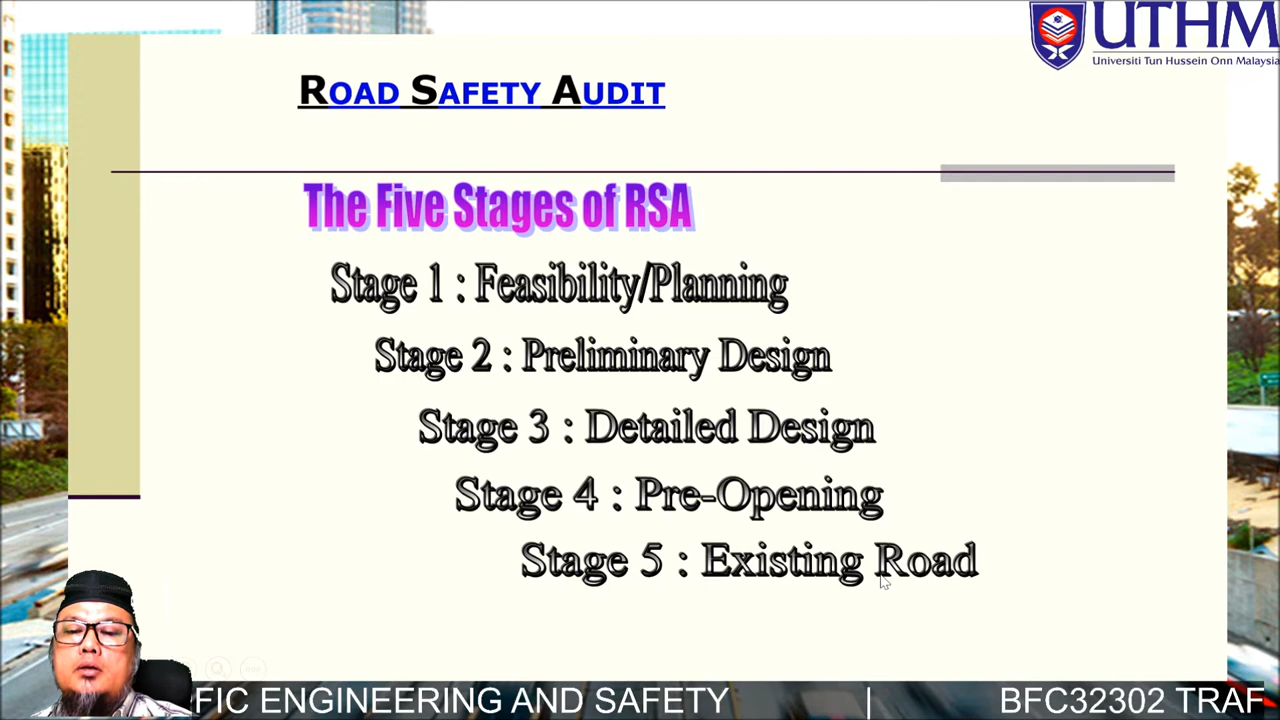 UTHM
Universiti Tun Hussein Onn Malaysia
ROAD SAFETY AUDIT
The Five Stages of RSA
Stage 1 : Feasibility/Planning
Stage 2 : Preliminary Design
Stage 3 : Detailed Design
Stage 4 : Pre-Opening
Stage 5 : Existing Road
FIC ENGINEERING AND SAFETY | BFC32302 TRAF